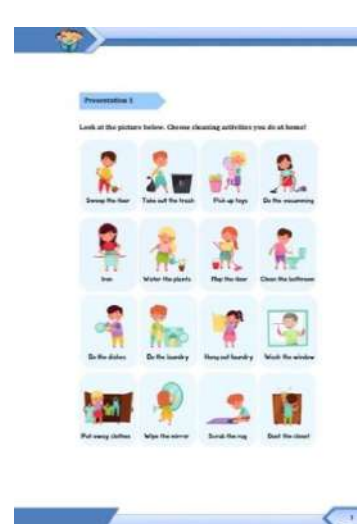 Presentation 1
Look at the picture below. Choose cleaning activities you do at home!
Sweep the floor Take out the trash Pick up toys Do the vacuuming
Iron Water the plants Mop the floor Clean the bathroom
Do the dishes Do the laundry Hang out laundry Wash the window
Put away clothes Wipe the mirror Scrub the rug Dust the closet